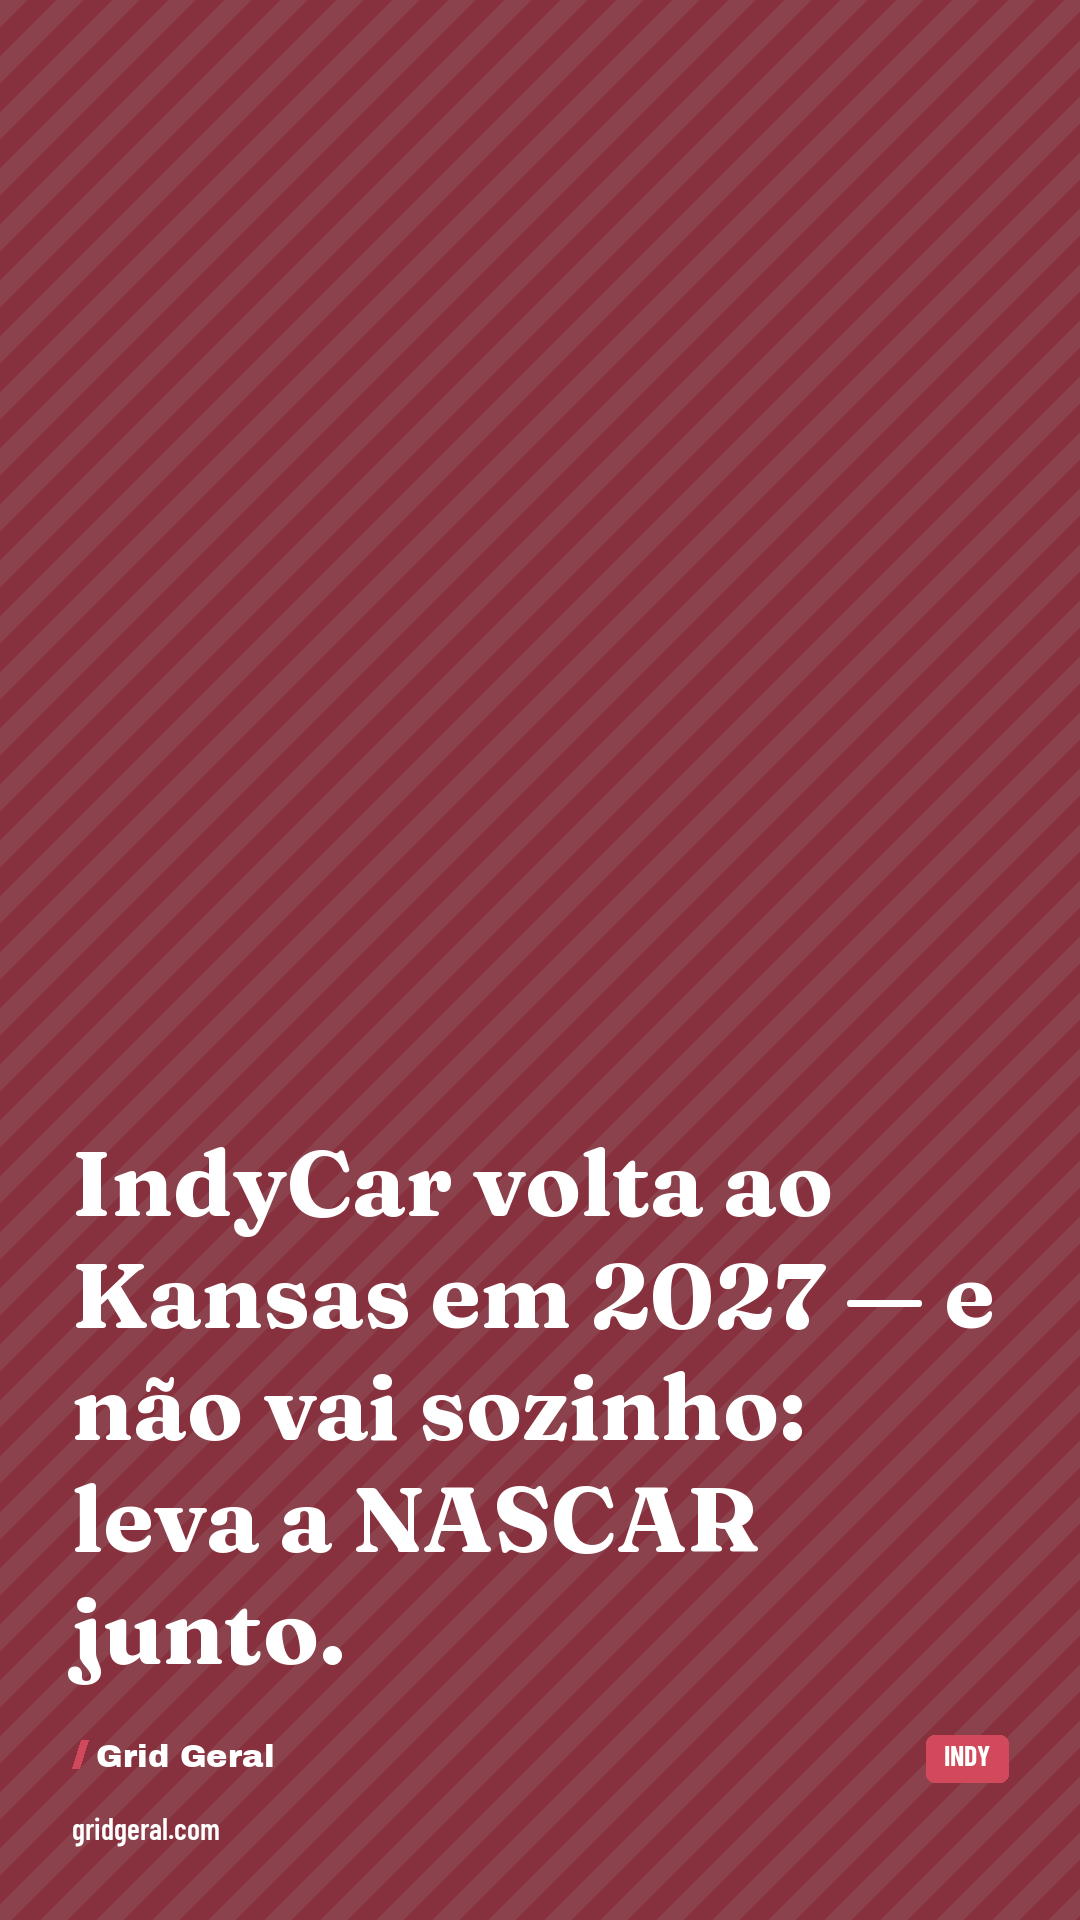 IndyCar volta ao
Kansas em 2027 — e
não vai sozinho:
leva a NASCAR
junto.
/ Grid Geral
INDY
gridgeral.com